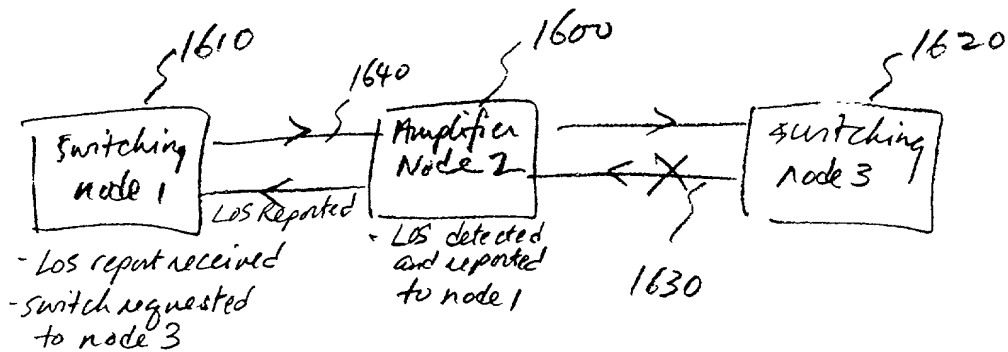 1610
1640
1600
1620
Switching
node 1
Amplifier
Node 2
Switching
node 3
LOS Reported
- LOS report received
- switch requested
to node 3
- LOS detected
and reported
to node 1
1630